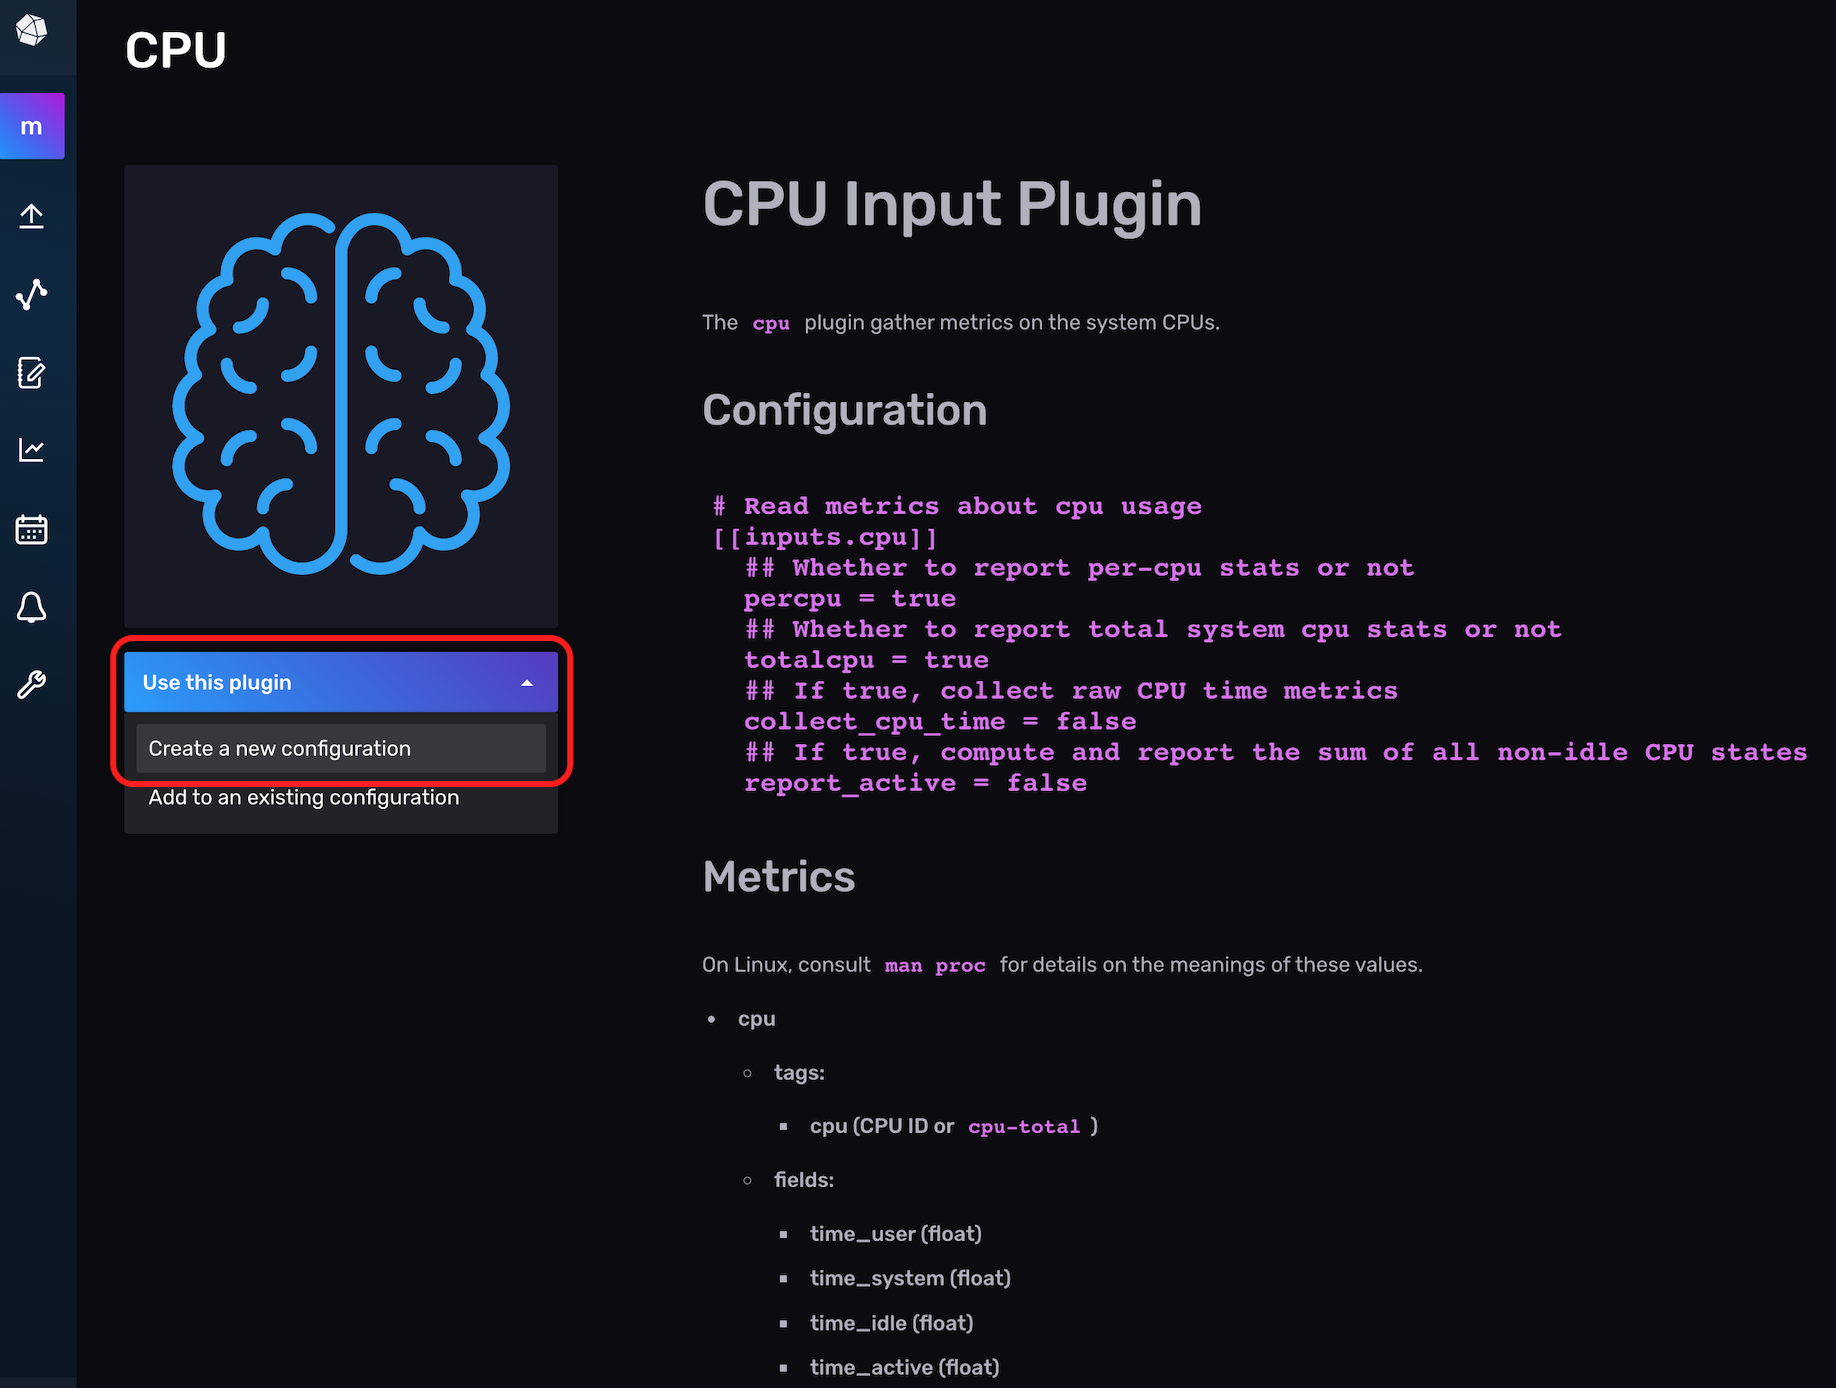 CPU
m
Use this plugin
Create a new configuration
Add to an existing configuration
CPU Input Plugin
The cpu plugin gather metrics on the system CPUs.
Configuration
# Read metrics about cpu usage
[[inputs.cpu]]
## Whether to report per-cpu stats or not
percpu = true
## Whether to report total system cpu stats or not
totalcpu = true
## If true, collect raw CPU time metrics
collect_cpu_time = false
## If true, compute and report the sum of all non-idle CPU states
report_active = false
Metrics
On Linux, consult man proc for details on the meanings of these values.
• cpu
◦ tags:
▪ cpu (CPU ID or cpu-total )
◦ fields:
▪ time_user (float)
▪ time_system (float)
▪ time_idle (float)
▪ time_active (float)